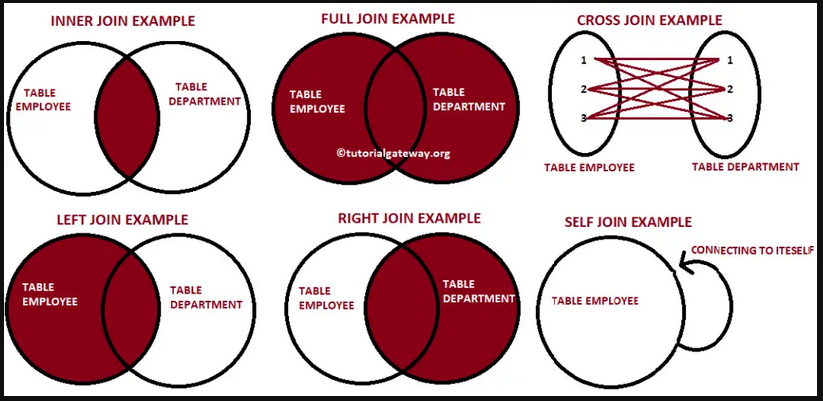 INNER JOIN EXAMPLE
TABLE
EMPLOYEE
TABLE
DEPARTMENT
FULL JOIN EXAMPLE
TABLE
EMPLOYEE
TABLE
DEPARTMENT
©tutorialgateway.org
CROSS JOIN EXAMPLE
1
1
2
2
3
3
TABLE EMPLOYEE
TABLE DEPARTMENT
LEFT JOIN EXAMPLE
TABLE
EMPLOYEE
TABLE
DEPARTMENT
RIGHT JOIN EXAMPLE
TABLE
EMPLOYEE
TABLE
DEPARTMENT
SELF JOIN EXAMPLE
CONNECTING TO ITESELF
TABLE EMPLOYEE